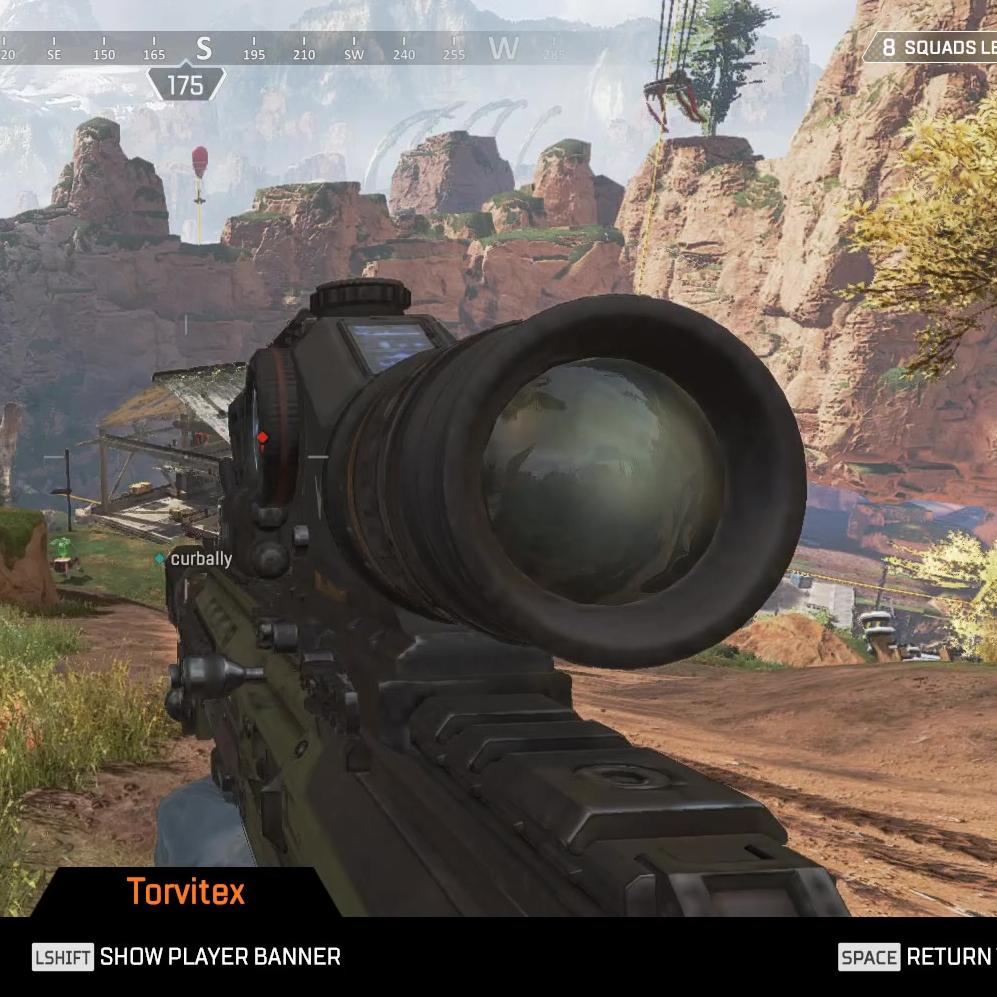 20 SE 150 165 S 195 210 SW 240 255 W 285
175
8 SQUADS LE
curbally
Torvitex
LSHIFT SHOW PLAYER BANNER
SPACE RETURN